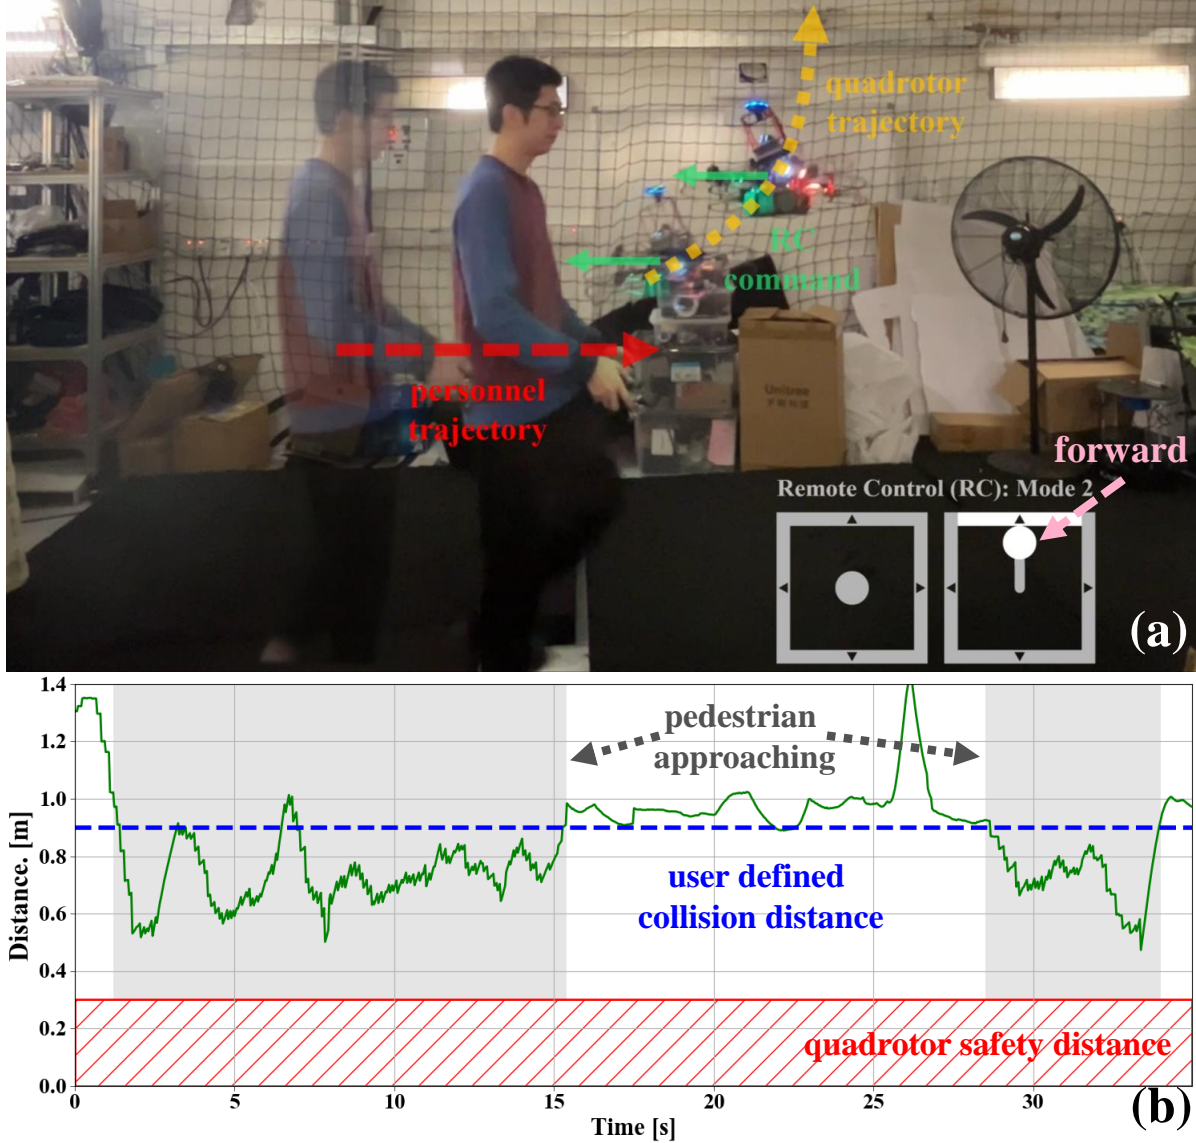 quadrotor
trajectory
RC
command
personnel
trajectory
Unitree
forward
Remote Control (RC): Mode 2
(a)
1.4
1.2
1.0
0.8
0.6
0.4
0.2
0.0
Distance. [m]
pedestrian
approaching
user defined
collision distance
quadrotor safety distance
0
5
10
15
20
25
30
Time [s]
(b)